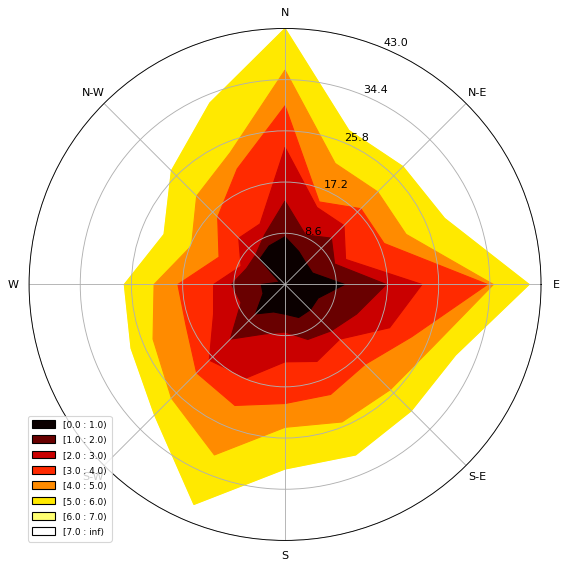 N
43.0
N-W
34.4
N-E
25.8
17.2
8.6
W
E
[0.0 : 1.0)
[1.0 : 2.0)
[2.0 : 3.0)
[3.0 : 4.0)
[4.0 : 5.0)
[5.0 : 6.0)
[6.0 : 7.0)
[7.0 : inf)
S-W
S-E
S